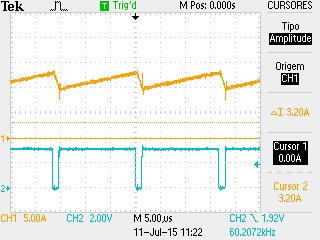 Tek Trig'd M Pos: 0.000s CURSORES
Tipo
Amplitude
Origem
CH1
ΔI 3.20A
Cursor 1
0.00A
Cursor 2
3.20A
1
2
CH1 5.00A CH2 2.00V M 5.00µs CH2 1.92V
11-Jul-15 11:22 60.2072kHz